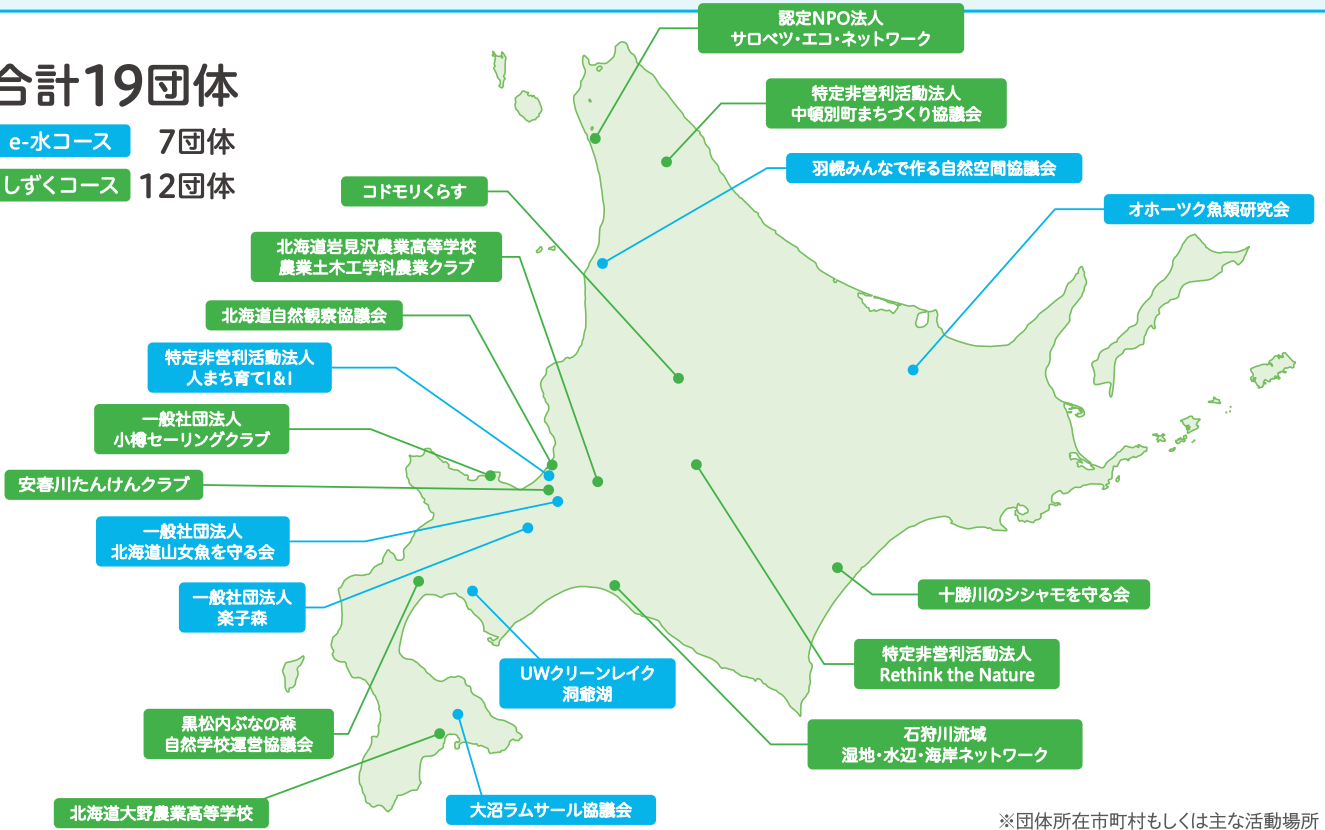 合計19団体
e-水コース 7団体
しずくコース 12団体
認定NPO法人
サロベツ・エコ・ネットワーク
特定非営利活動法人
中頓別町まちづくり協議会
羽幌みんなで作る自然空間協議会
オホーツク魚類研究会
コドモリくらす
北海道岩見沢農業高等学校
農業土木工学科農業クラブ
北海道自然観察協議会
特定非営利活動法人
人まち育てI&I
一般社団法人
小樽セーリングクラブ
安春川たんけんクラブ
一般社団法人
北海道山女魚を守る会
一般社団法人
楽子森
UWクリーンレイク
洞爺湖
十勝川のシシャモを守る会
特定非営利活動法人
Rethink the Nature
石狩川流域
湿地・水辺・海岸ネットワーク
黒松内ぶなの森
自然学校運営協議会
北海道大野農業高等学校
大沼ラムサール協議会
※団体所在市町村もしくは主な活動場所